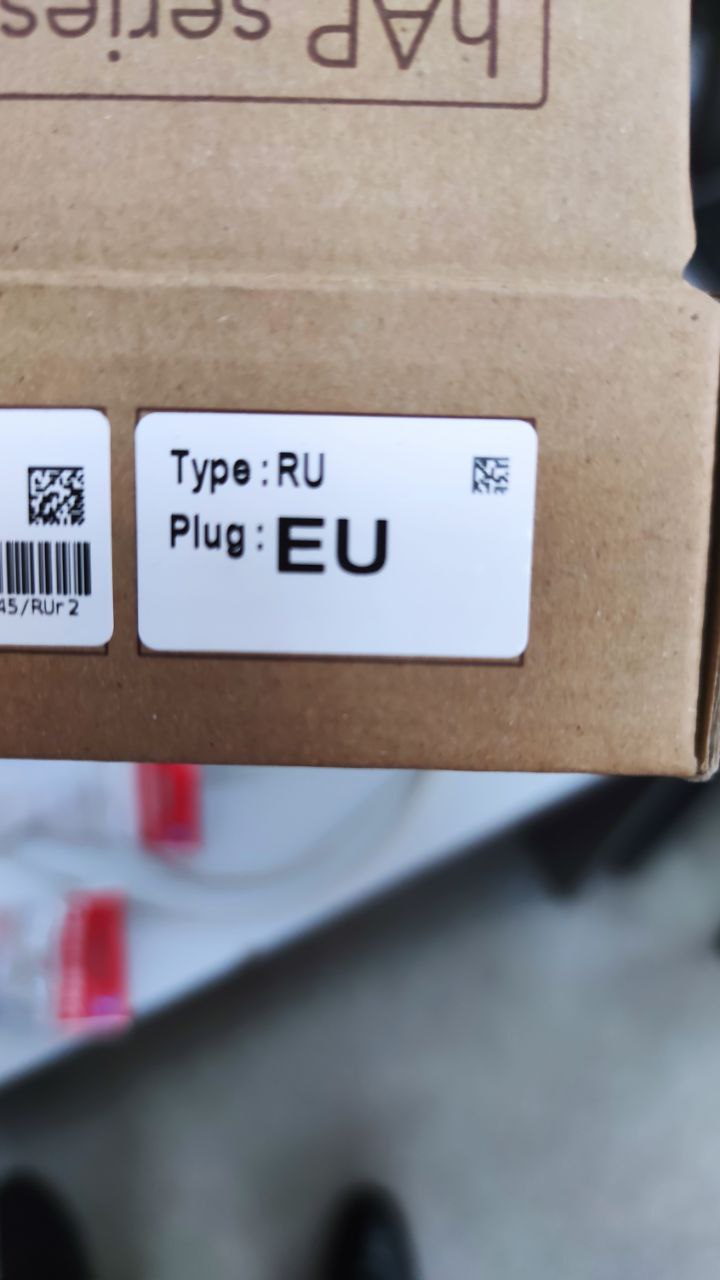 hAP series
Type : RU
Plug : EU
45/RUr2